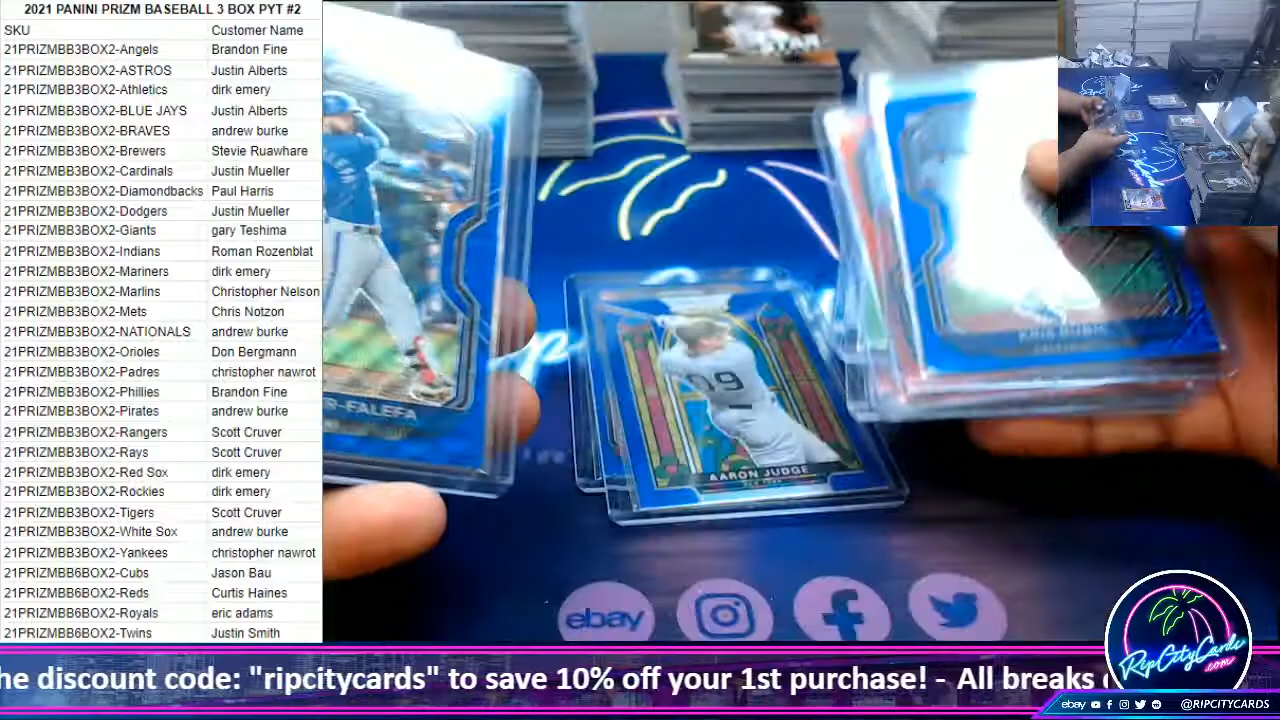 2021 PANINI PRIZM BASEBALL 3 BOX PYT #2
SKU Customer Name
21PRIZMBB3BOX2-Angels Brandon Fine
21PRIZMBB3BOX2-ASTROS Justin Alberts
21PRIZMBB3BOX2-Athletics dirk emery
21PRIZMBB3BOX2-BLUE JAYS Justin Alberts
21PRIZMBB3BOX2-BRAVES andrew burke
21PRIZMBB3BOX2-Brewers Stevie Ruawhare
21PRIZMBB3BOX2-Cardinals Justin Mueller
21PRIZMBB3BOX2-Diamondbacks Paul Harris
21PRIZMBB3BOX2-Dodgers Justin Mueller
21PRIZMBB3BOX2-Giants gary Teshima
21PRIZMBB3BOX2-Indians Roman Rozenblat
21PRIZMBB3BOX2-Mariners dirk emery
21PRIZMBB3BOX2-Marlins Christopher Nelson
21PRIZMBB3BOX2-Mets Chris Notzon
21PRIZMBB3BOX2-NATIONALS andrew burke
21PRIZMBB3BOX2-Orioles Don Bergmann
21PRIZMBB3BOX2-Padres christopher nawrot
21PRIZMBB3BOX2-Phillies Brandon Fine
21PRIZMBB3BOX2-Pirates andrew burke
21PRIZMBB3BOX2-Rangers Scott Cruver
21PRIZMBB3BOX2-Rays Scott Cruver
21PRIZMBB3BOX2-Red Sox dirk emery
21PRIZMBB3BOX2-Rockies dirk emery
21PRIZMBB3BOX2-Tigers Scott Cruver
21PRIZMBB3BOX2-White Sox andrew burke
21PRIZMBB3BOX2-Yankees christopher nawrot
21PRIZMBB6BOX2-Cubs Jason Bau
21PRIZMBB6BOX2-Reds Curtis Haines
21PRIZMBB6BOX2-Royals eric adams
21PRIZMBB6BOX2-Twins Justin Smith
STAR
R-FALEFA
99
AARON JUDGE
NEW YORK
ebay
RipCityCards
.com
he discount code: "ripcitycards" to save 10% off your 1st purchase! - All breaks
ebay @RIPCITYCARDS